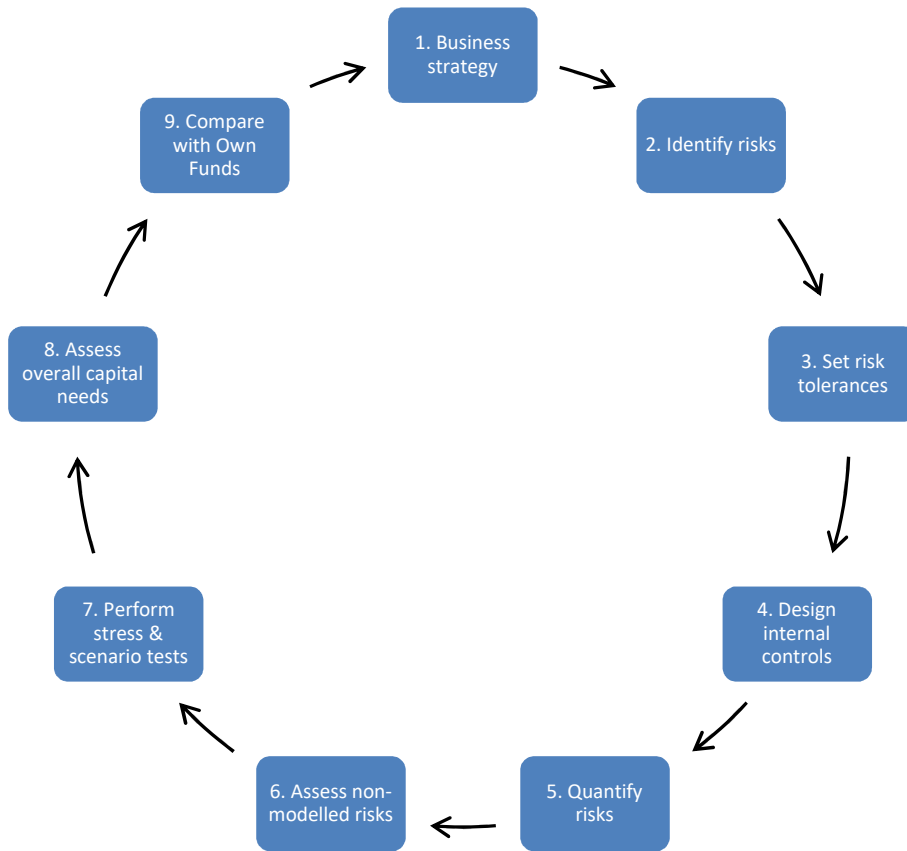 1. Business
strategy
2. Identify risks
3. Set risk
tolerances
4. Design
internal
controls
5. Quantify
risks
6. Assess non-
modelled risks
7. Perform
stress &
scenario tests
8. Assess
overall capital
needs
9. Compare
with Own
Funds